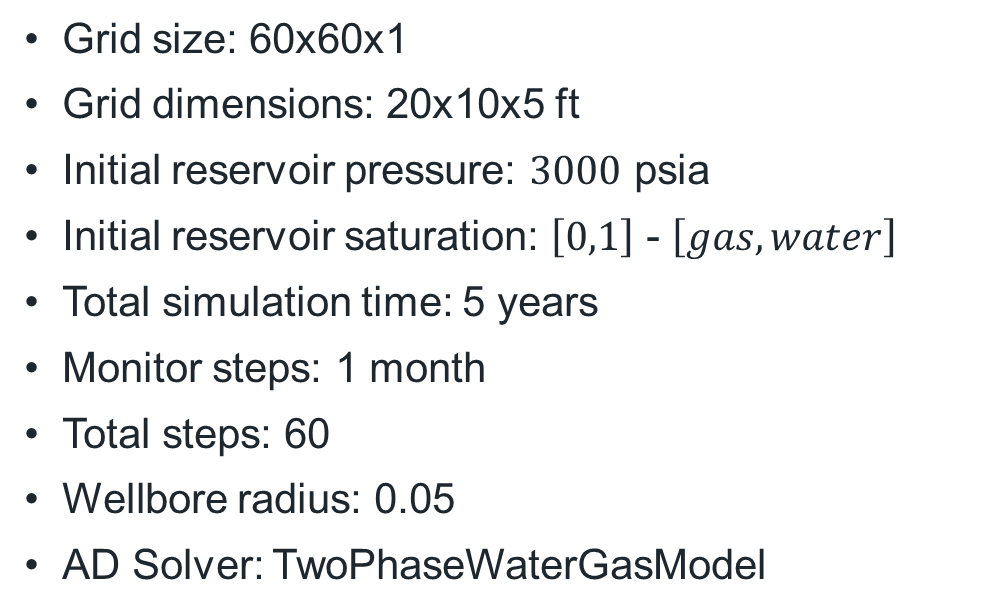 • Grid size: 60x60x1
• Grid dimensions: 20x10x5 ft
• Initial reservoir pressure: 3000 psia
• Initial reservoir saturation: [0,1] - [gas, water]
• Total simulation time: 5 years
• Monitor steps: 1 month
• Total steps: 60
• Wellbore radius: 0.05
• AD Solver: TwoPhaseWaterGasModel